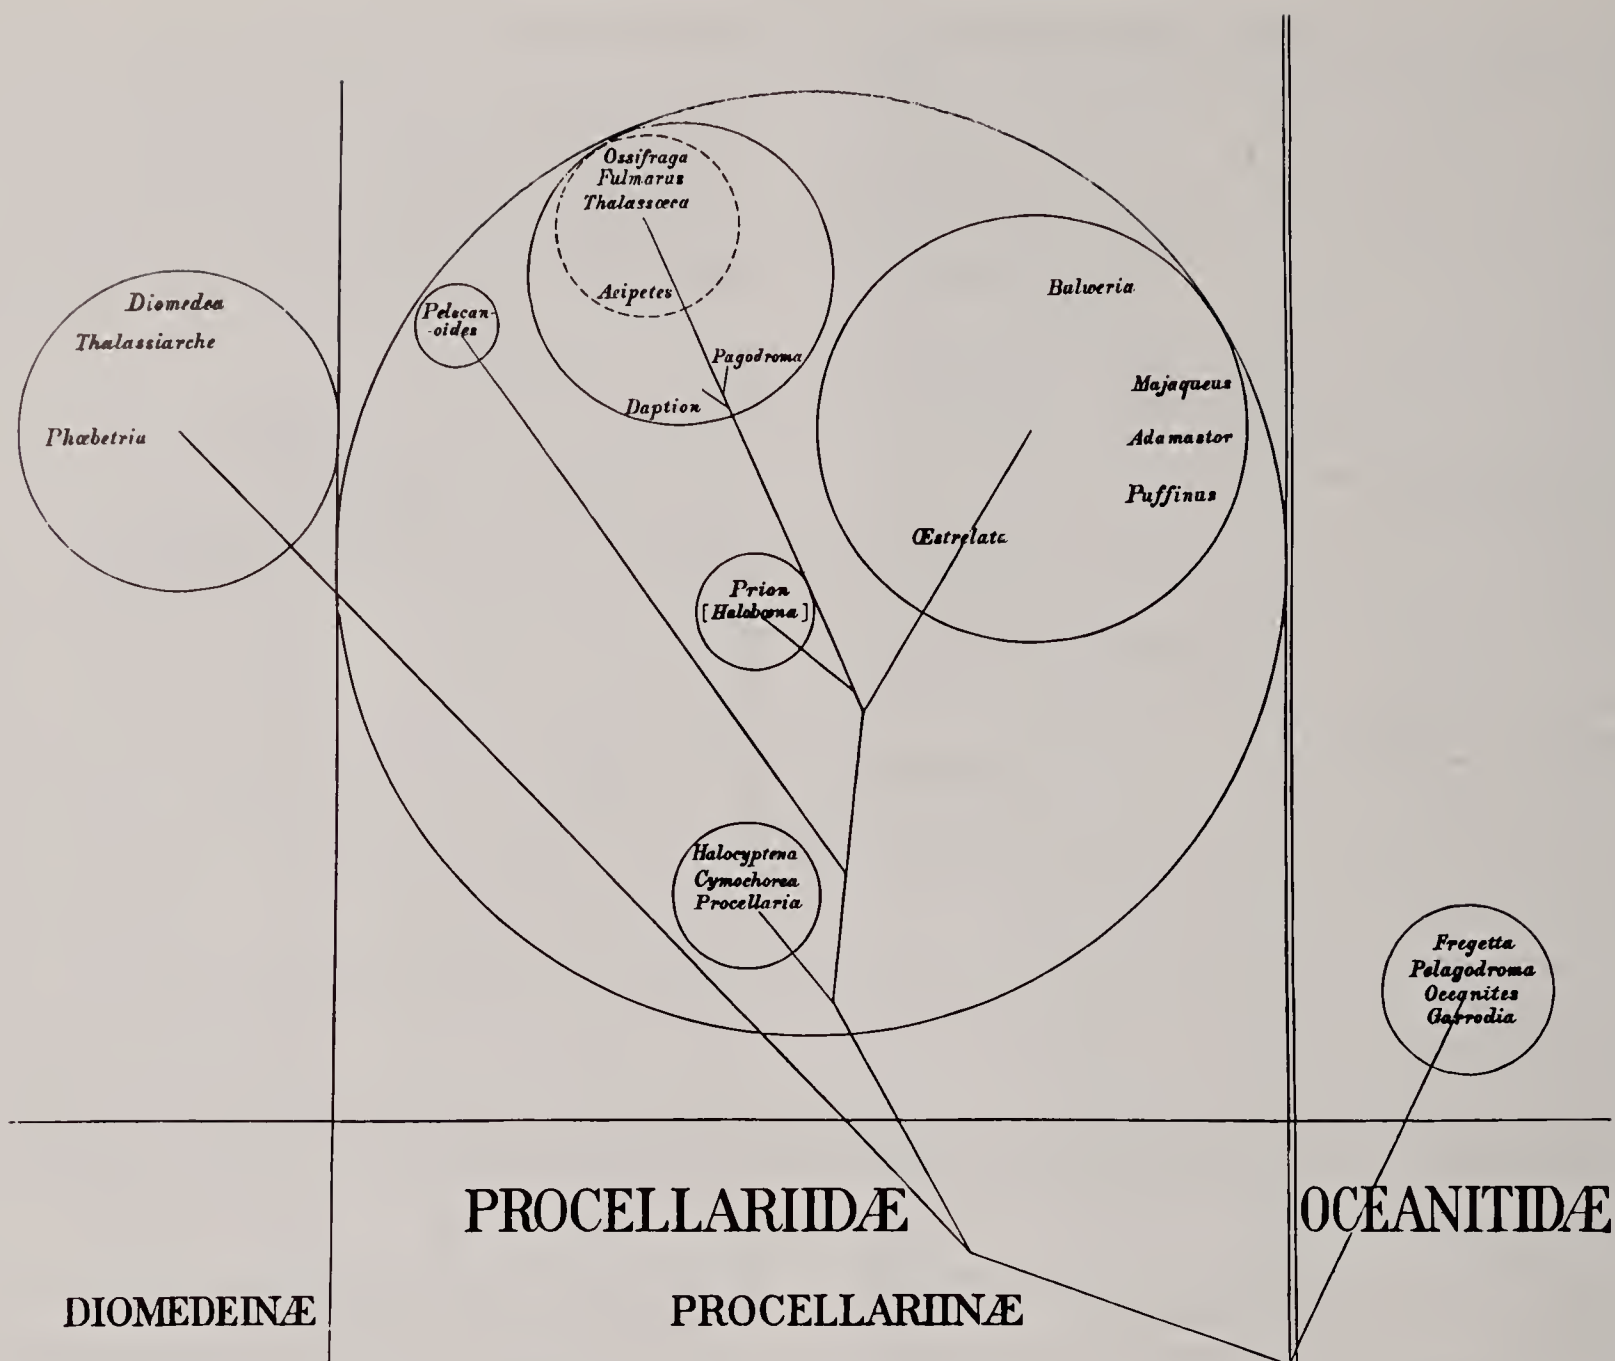 Ossifraga
Fulmarus
Thalassœca
Acipetes
Diomedea
Thalassiarche
Phœbetria
Pelecan-
-oides
Pagodroma
Daption
Bulweria
Majaqueus
Adamastor
Puffinus
Œstrelata
Prion
[Halobœna]
Halocyptena
Cymochorea
Procellaria
Fregetta
Pelagodroma
Oceanites
Garrodia
PROCELLARIIDÆ
OCEANITIDÆ
DIOMEDEINÆ
PROCELLARIINÆ